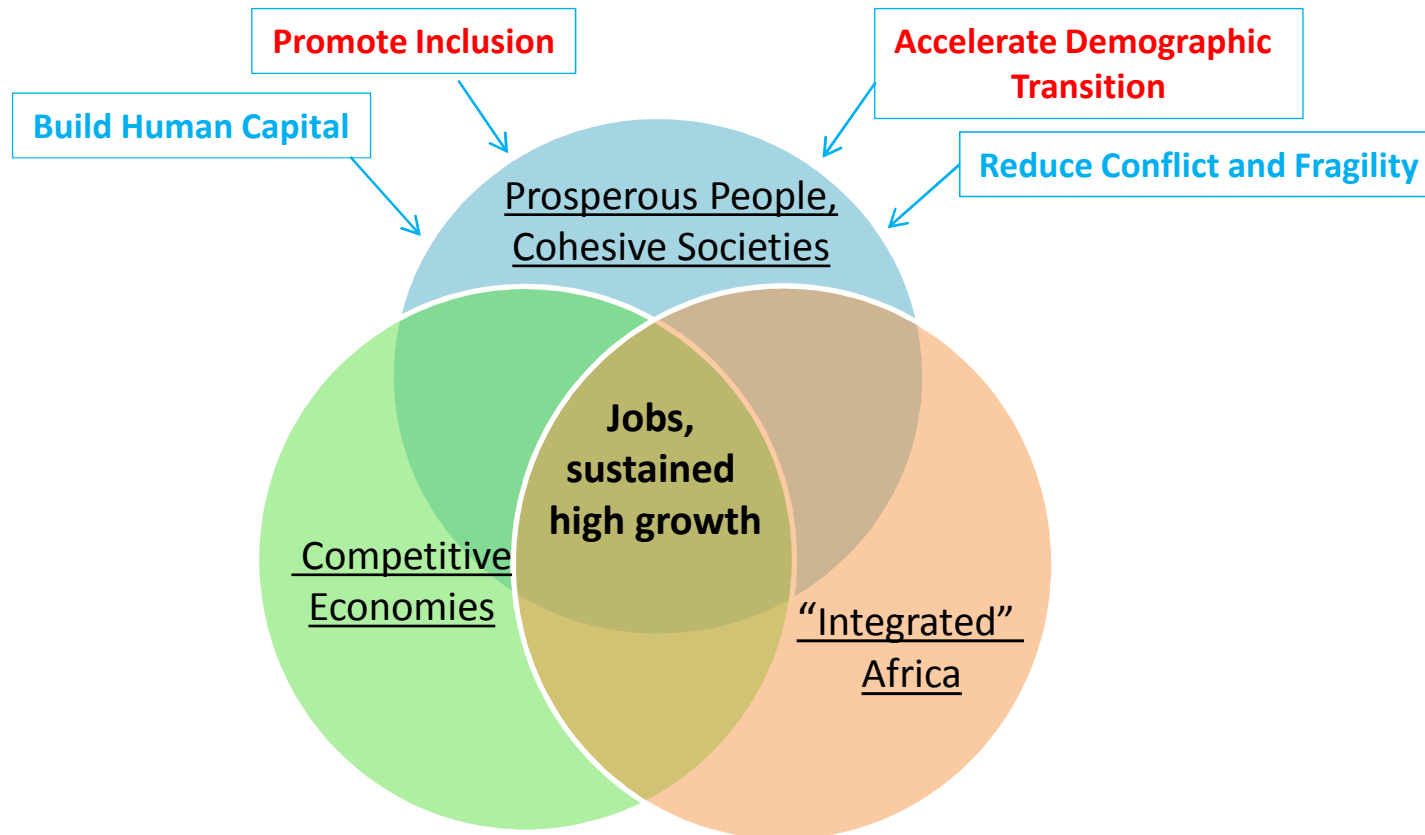 Promote Inclusion
Accelerate Demographic
Transition
Build Human Capital
Reduce Conflict and Fragility
Prosperous People,
Cohesive Societies
Jobs,
sustained
high growth
Competitive
Economies
“Integrated”
Africa